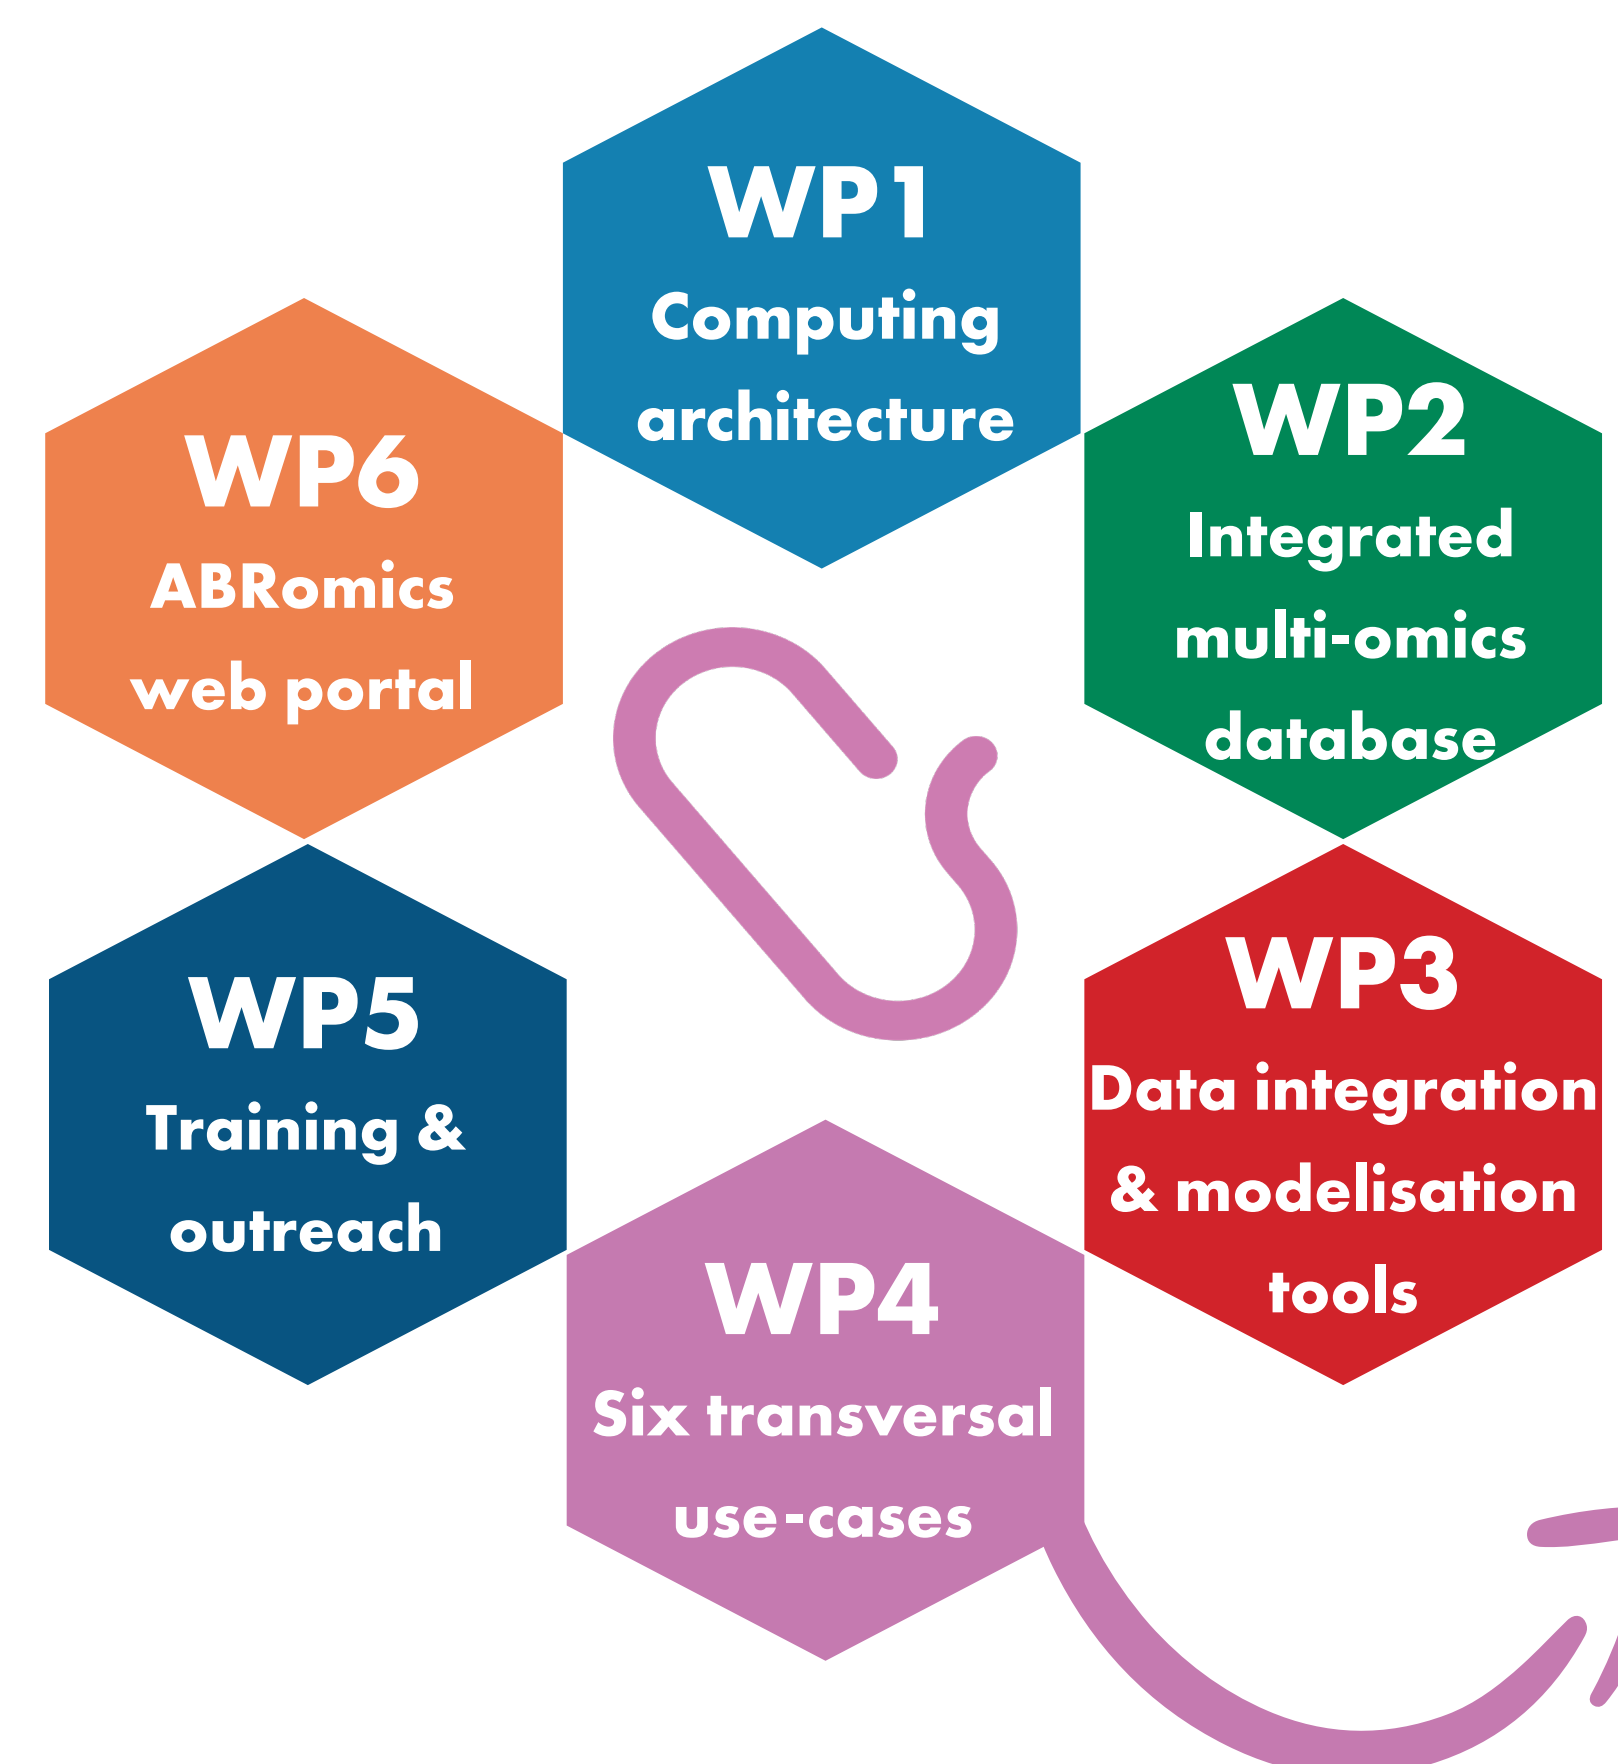 WP1
Computing
architecture
WP2
Integrated
multi-omics
database
WP3
Data integration
& modelisation
tools
WP4
Six transversal
use-cases
WP5
Training &
outreach
WP6
ABRomics
web portal